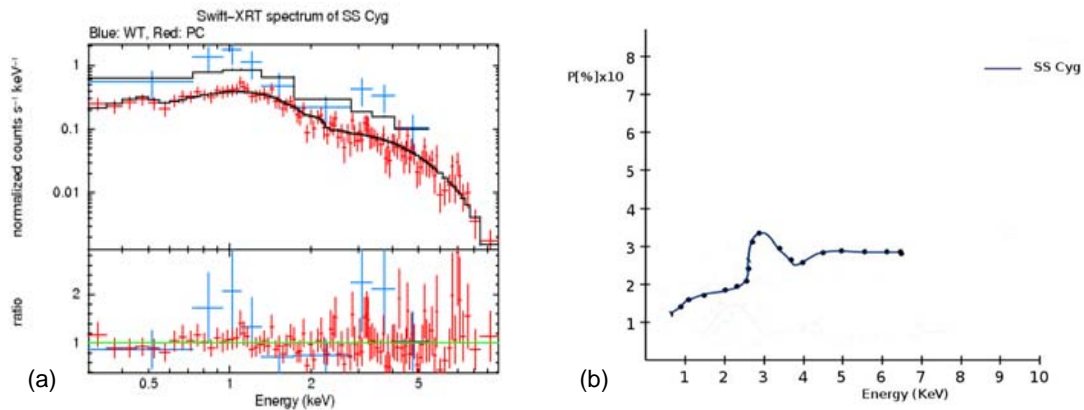 Swift-XRT spectrum of SS Cyg
Blue: WT, Red: PC
normalized counts s⁻¹ keV⁻¹
1
0.1
0.01
ratio
2
1
0.5
1
2
5
Energy (keV)
(a)
P[%]x10
SS Cyg
8
7
6
5
4
3
2
1
1 2 3 4 5 6 7 8 9 10
Energy (KeV)
(b)